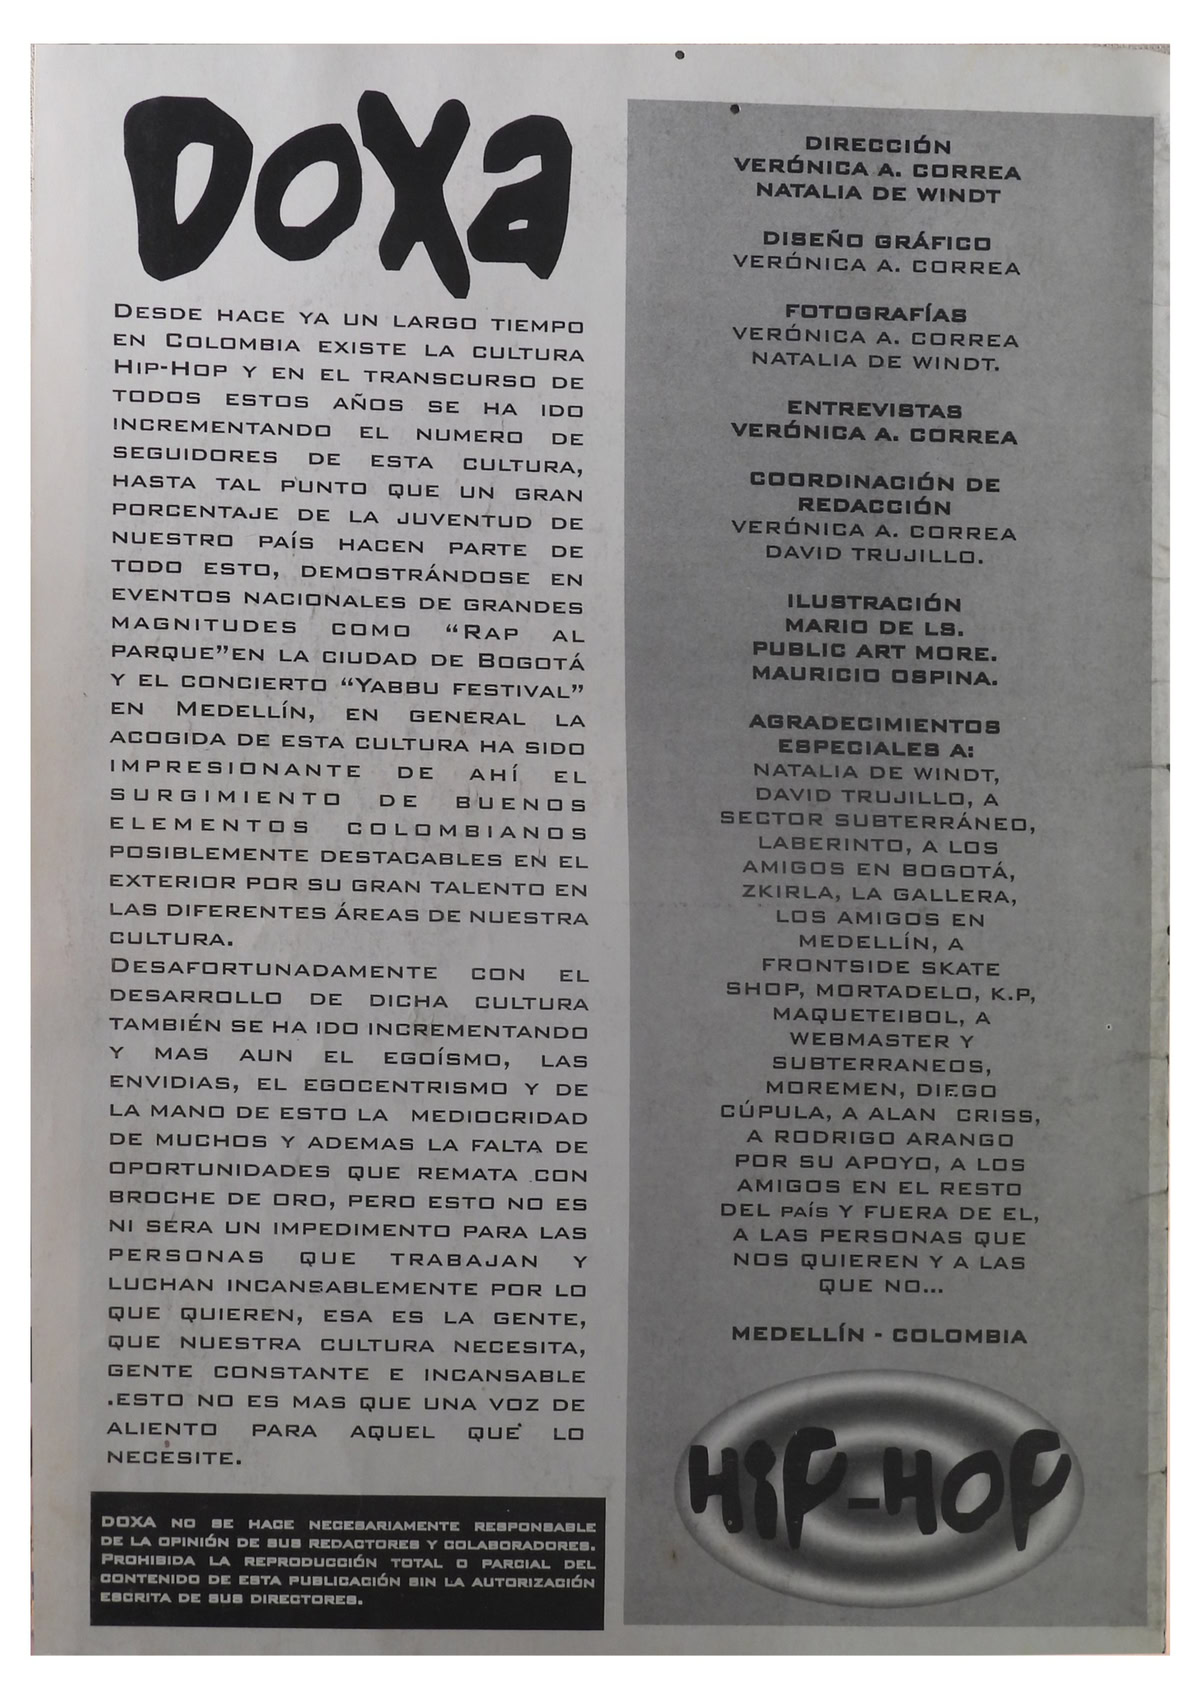 Doxa
Desde hace ya un largo tiempo
en Colombia existe la cultura
Hip-Hop y en el transcurso de
todos estos años se ha ido
incrementando el numero de
seguidores de esta cultura,
hasta tal punto que un gran
porcentaje de la juventud de
nuestro país hacen parte de
todo esto, demostrándose en
eventos nacionales de grandes
magnitudes como “Rap al
parque”en la ciudad de Bogotá
y el concierto “Yabbu festival”
en Medellín, en general la
acogida de esta cultura ha sido
impresionante de ahí el
surgimiento de buenos
elementos colombianos
posiblemente destacables en el
exterior por su gran talento en
las diferentes áreas de nuestra
cultura.
Desafortunadamente con el
desarrollo de dicha cultura
también se ha ido incrementando
y mas aun el egoísmo, las
envidias, el egocentrismo y de
la mano de esto la mediocridad
de muchos y ademas la falta de
oportunidades que remata con
broche de oro, pero esto no es
ni sera un impedimento para las
personas que trabajan y
luchan incansablemente por lo
que quieren, esa es la gente,
que nuestra cultura necesita,
gente constante e incansable
.esto no es mas que una voz de
aliento para aquel que lo
necesite.
DOXA no se hace necesariamente responsable
de la opinión de sus redactores y colaboradores.
Prohibida la reproducción total o parcial del
contenido de esta publicación sin la autorización
escrita de sus directores.
DIRECCIÓN
VERÓNICA A. CORREA
NATALIA DE WINDT
DISEÑO GRÁFICO
VERÓNICA A. CORREA
FOTOGRAFÍAS
VERÓNICA A. CORREA
NATALIA DE WINDT.
ENTREVISTAS
VERÓNICA A. CORREA
COORDINACIÓN DE
REDACCIÓN
VERÓNICA A. CORREA
DAVID TRUJILLO.
ILUSTRACIÓN
MARIO DE LS.
PUBLIC ART MORE.
MAURICIO OSPINA.
AGRADECIMIENTOS
ESPECIALES A:
NATALIA DE WINDT,
DAVID TRUJILLO, A
SECTOR SUBTERRÁNEO,
LABERINTO, A LOS
AMIGOS EN BOGOTÁ,
ZKIRLA, LA GALLERA,
LOS AMIGOS EN
MEDELLÍN, A
FRONTSIDE SKATE
SHOP, MORTADELO, K.P,
MAQUETEIBOL, A
WEBMASTER Y
SUBTERRANEOS,
MOREMEN, DIEGO
CÚPULA, A ALAN CRISS,
A RODRIGO ARANGO
POR SU APOYO, A LOS
AMIGOS EN EL RESTO
DEL PAÍS Y FUERA DE EL,
A LAS PERSONAS QUE
NOS QUIEREN Y A LAS
QUE NO...
MEDELLÍN - COLOMBIA
HiP-HOP